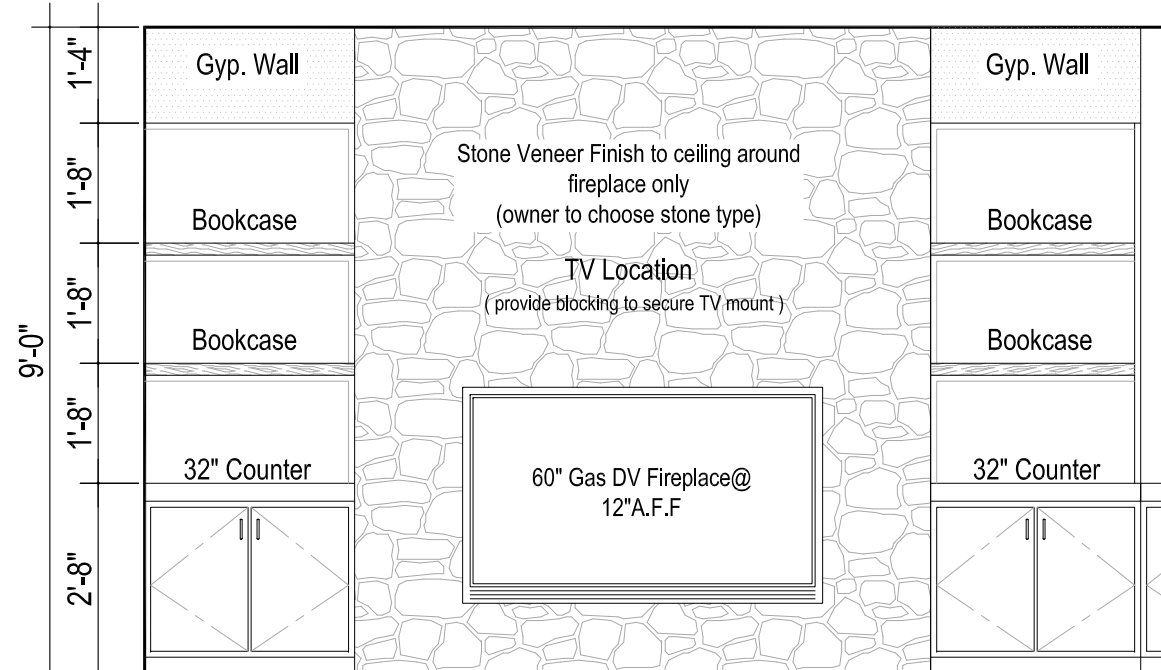 9'-0"
1'-4"
1'-8"
1'-8"
1'-8"
2'-8"
Gyp. Wall
Bookcase
Bookcase
32" Counter
Stone Veneer Finish to ceiling around
fireplace only
(owner to choose stone type)
TV Location
( provide blocking to secure TV mount )
60" Gas DV Fireplace@
12"A.F.F
Gyp. Wall
Bookcase
Bookcase
32" Counter